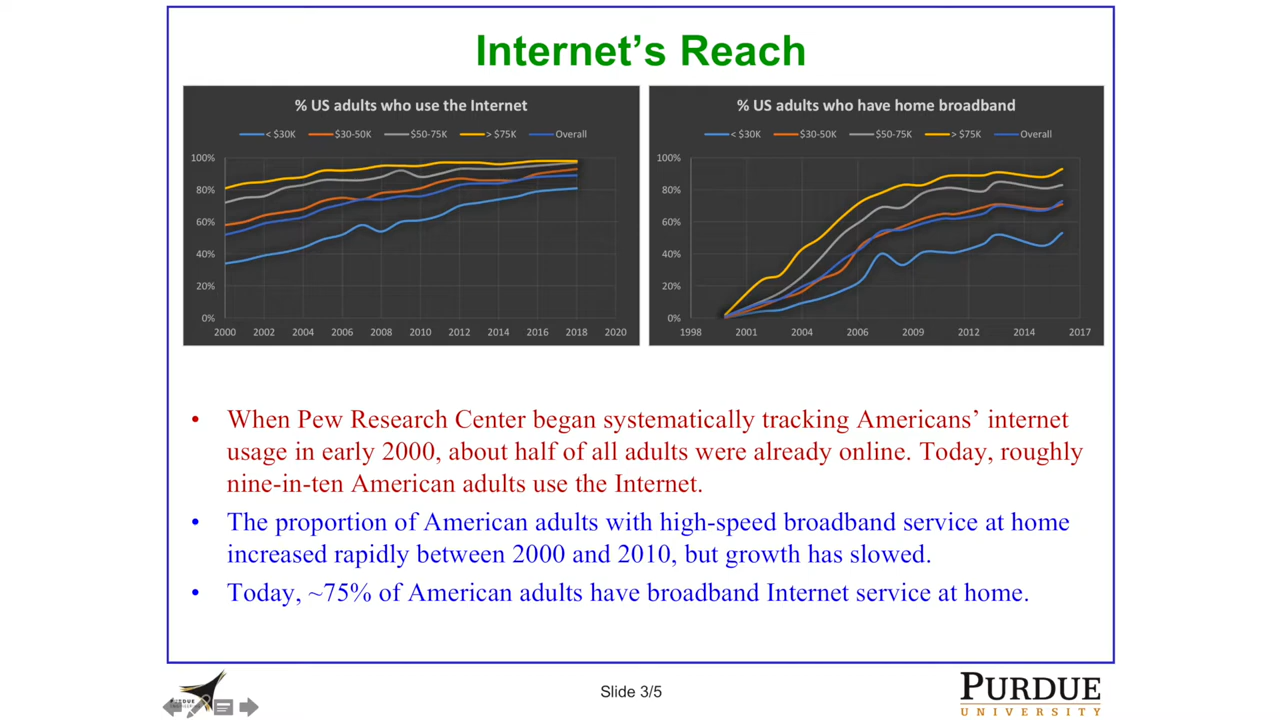 Internet’s Reach
% US adults who use the Internet
< $30K $30-50K $50-75K > $75K Overall
100%
80%
60%
40%
20%
0%
2000 2002 2004 2006 2008 2010 2012 2014 2016 2018 2020
% US adults who have home broadband
< $30K $30-50K $50-75K > $75K Overall
100%
80%
60%
40%
20%
0%
1998 2001 2004 2006 2009 2012 2014 2017
• When Pew Research Center began systematically tracking Americans’ internet
usage in early 2000, about half of all adults were already online. Today, roughly
nine-in-ten American adults use the Internet.
• The proportion of American adults with high-speed broadband service at home
increased rapidly between 2000 and 2010, but growth has slowed.
• Today, ~75% of American adults have broadband Internet service at home.
Slide 3/5
PURDUE
UNIVERSITY